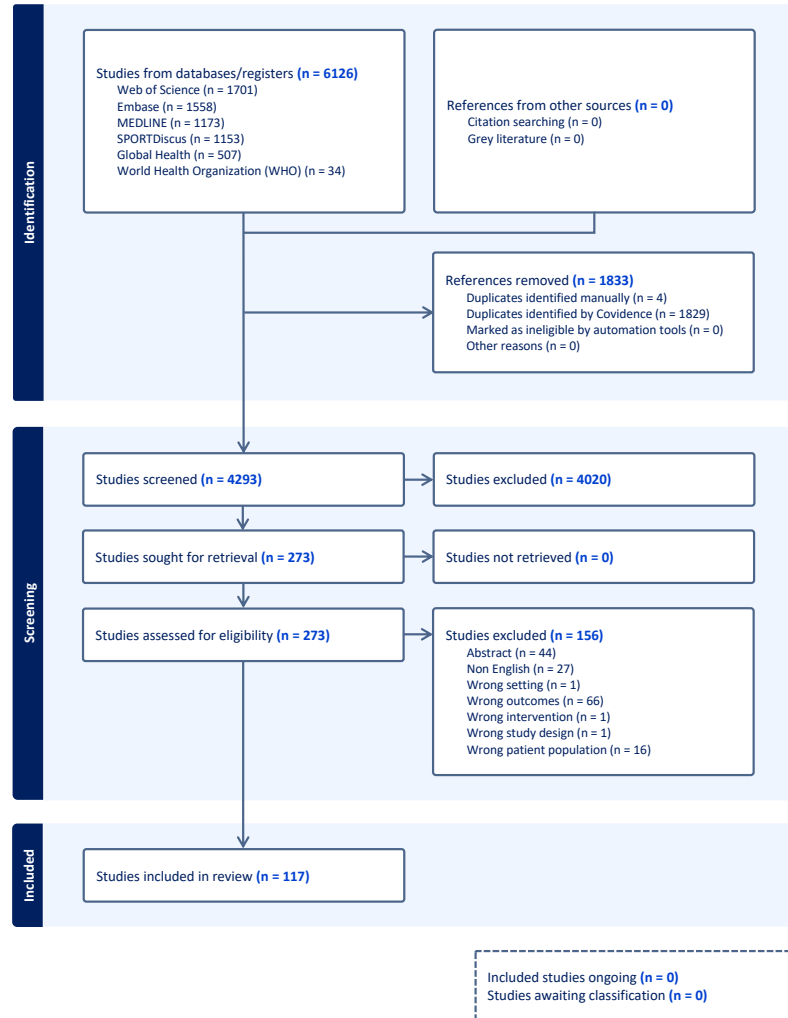 Identification
Studies from databases/registers (n = 6126)
Web of Science (n = 1701)
Embase (n = 1558)
MEDLINE (n = 1173)
SPORTDiscus (n = 1153)
Global Health (n = 507)
World Health Organization (WHO) (n = 34)
References from other sources (n = 0)
Citation searching (n = 0)
Grey literature (n = 0)
References removed (n = 1833)
Duplicates identified manually (n = 4)
Duplicates identified by Covidence (n = 1829)
Marked as ineligible by automation tools (n = 0)
Other reasons (n = 0)
Screening
Studies screened (n = 4293)
Studies excluded (n = 4020)
Studies sought for retrieval (n = 273)
Studies not retrieved (n = 0)
Studies assessed for eligibility (n = 273)
Studies excluded (n = 156)
Abstract (n = 44)
Non English (n = 27)
Wrong setting (n = 1)
Wrong outcomes (n = 66)
Wrong intervention (n = 1)
Wrong study design (n = 1)
Wrong patient population (n = 16)
Included
Studies included in review (n = 117)
Included studies ongoing (n = 0)
Studies awaiting classification (n = 0)